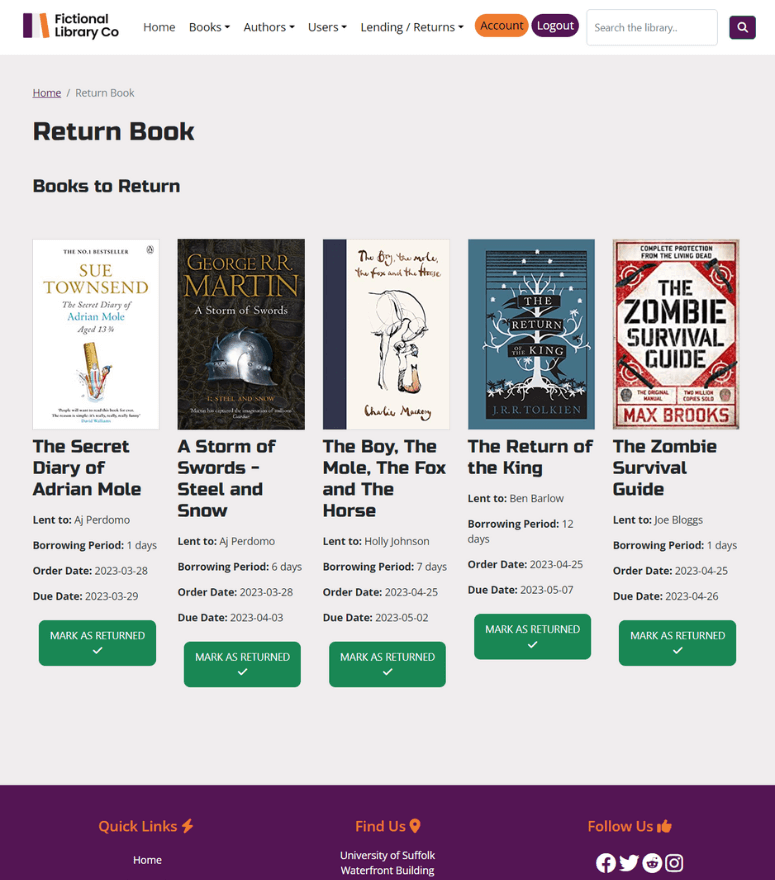 Fictional
Library Co
Home
Books
Authors
Users
Lending / Returns
Account
Logout
Search the library..
Home / Return Book
Return Book
Books to Return
THE NO.1 BESTSELLER
SUE
TOWNSEND
The Secret Diary of
Adrian Mole
Aged 13 ¾
GEORGE R.R.
MARTIN
A Storm of Swords
1: STEEL AND SNOW
The Boy, the mole,
the fox and the Horse
Charlie Mackesy
THE
RETURN
OF THE KING
J.R.R. TOLKIEN
COMPLETE PROTECTION
FROM THE LIVING DEAD
THE
ZOMBIE
SURVIVAL
GUIDE
THE ORIGINAL
MANUAL
TWO MILLION
COPIES SOLD
MAX BROOKS
The Secret
Diary of
Adrian Mole
Lent to: Aj Perdomo
Borrowing Period: 1 days
Order Date: 2023-03-28
Due Date: 2023-03-29
MARK AS RETURNED
A Storm of
Swords -
Steel and
Snow
Lent to: Aj Perdomo
Borrowing Period: 6 days
Order Date: 2023-03-28
Due Date: 2023-04-03
MARK AS RETURNED
The Boy, The
Mole, The Fox
and The
Horse
Lent to: Holly Johnson
Borrowing Period: 7 days
Order Date: 2023-04-25
Due Date: 2023-05-02
MARK AS RETURNED
The Return of
the King
Lent to: Ben Barlow
Borrowing Period: 12
days
Order Date: 2023-04-25
Due Date: 2023-05-07
MARK AS RETURNED
The Zombie
Survival
Guide
Lent to: Joe Bloggs
Borrowing Period: 1 days
Order Date: 2023-04-25
Due Date: 2023-04-26
MARK AS RETURNED
Quick Links
Home
Find Us
University of Suffolk
Waterfront Building
Follow Us